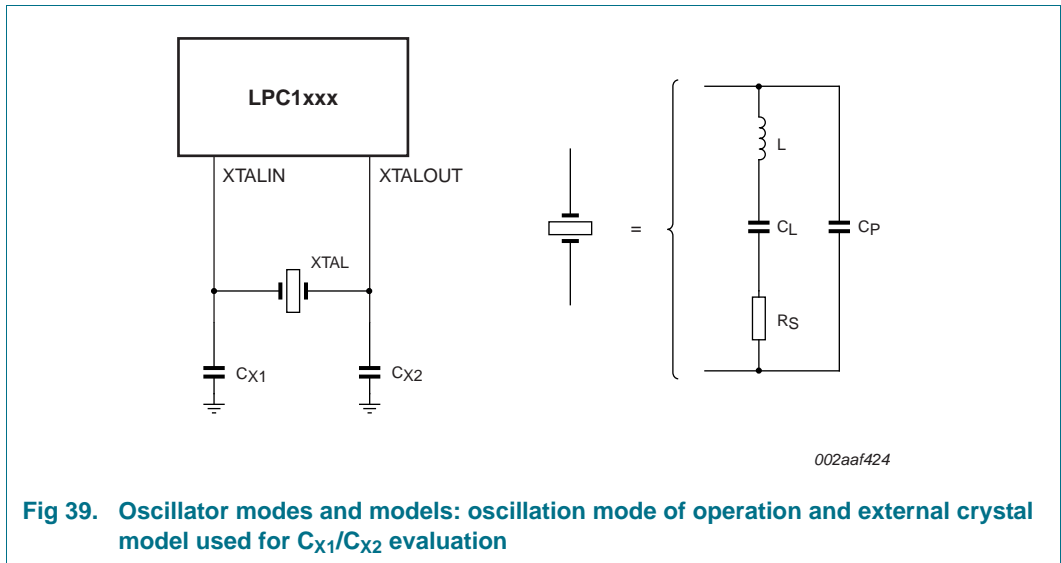 LPC1xxx
XTALIN
XTALOUT
XTAL
CX1
CX2
=
L
CL
CP
RS
002aaf424
Fig 39. Oscillator modes and models: oscillation mode of operation and external crystal
model used for CX1/CX2 evaluation